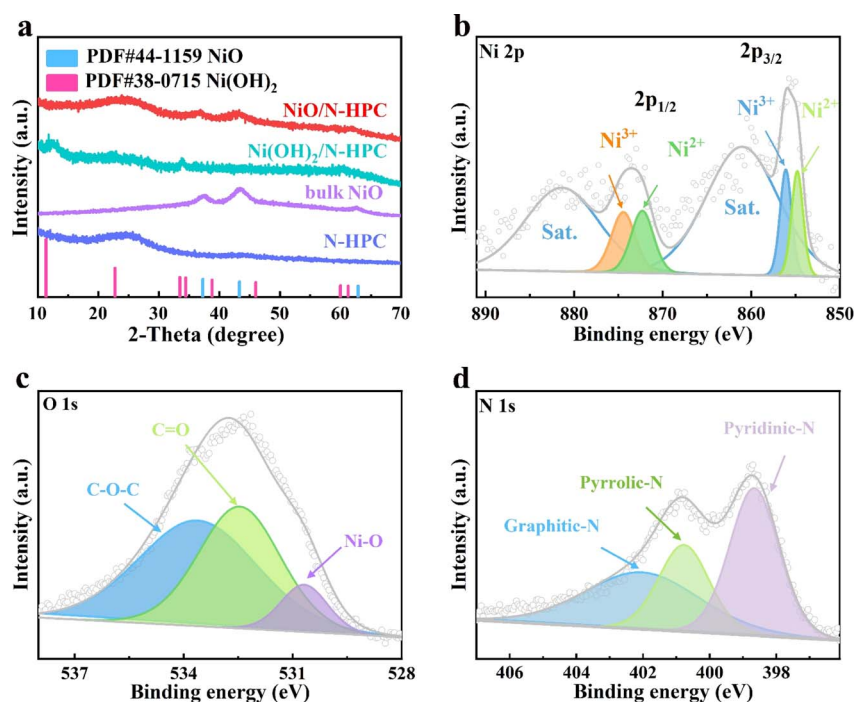 a
PDF#44-1159 NiO
PDF#38-0715 Ni(OH)2
NiO/N-HPC
Ni(OH)2/N-HPC
bulk NiO
N-HPC
Intensity (a.u.)
10 20 30 40 50 60 70
2-Theta (degree)
b
Ni 2p
2p3/2
2p1/2
Ni3+
Ni2+
Ni3+
Ni2+
Sat.
Sat.
Intensity (a.u.)
890 880 870 860 850
Binding energy (eV)
c
O 1s
C=O
C-O-C
Ni-O
Intensity (a.u.)
537 534 531 528
Binding energy (eV)
d
N 1s
Pyridinic-N
Pyrrolic-N
Graphitic-N
Intensity (a.u.)
406 404 402 400 398
Binding energy (eV)